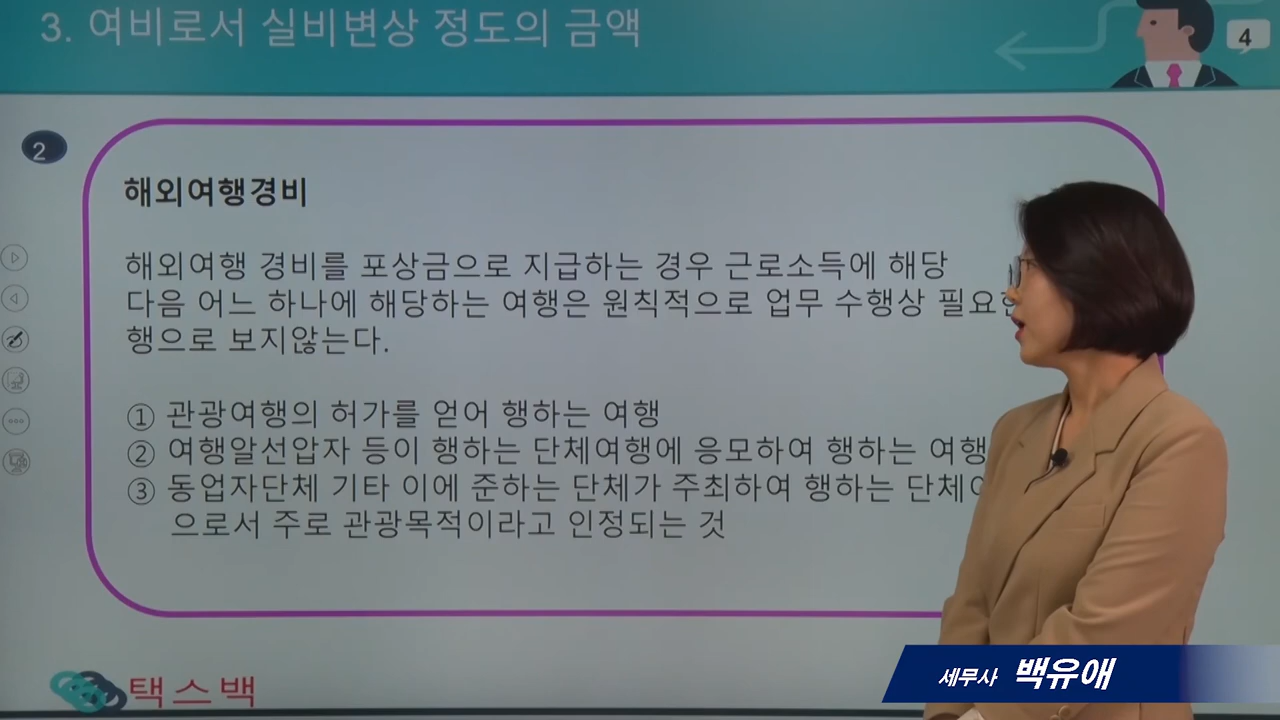 3. 여비로서 실비변상 정도의 금액
4
2
해외여행경비
해외여행 경비를 포상금으로 지급하는 경우 근로소득에 해당
다음 어느 하나에 해당하는 여행은 원칙적으로 업무 수행상
행으로 보지않는다.
① 관광여행의 허가를 얻어 행하는 여행
② 여행알선압자 등이 행하는 단체여행에 응모하여 행하는 여행
③ 동업자단체 기타 이에 준하는 단체가 주최하여 행하는
으로서 주로 관광목적이라고 인정되는 것
택스백
세무사 백유애